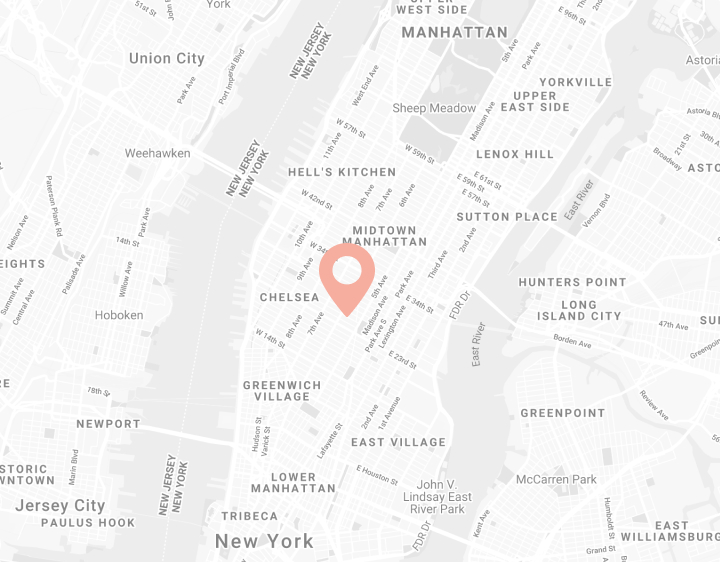 York
51st St
UPPER
WEST SIDE
MANHATTAN
E 96th St
Union City
Port Imperial Blvd
Park Ave
NEW JERSEY
NEW YORK
West End Ave
5th Ave
Park Ave
YORKVILLE
UPPER
EAST SIDE
Sheep Meadow
Madison Ave
Astoria
Astoria Bl
30th Ave
21st St
Broadway
Weehawken
W 57th St
11th Ave
W 59th St
LENOX HILL
HELL'S KITCHEN
E 61st St
E 59th St
E 57th St
NEW JERSEY
NEW YORK
Paterson Plank Rd
W 42nd St
8th Ave
7th Ave
6th Ave
East River
Vernon Blvd
SUTTON PLACE
Nelson Ave
Park Ave
14th St
10th Ave
MIDTOWN
MANHATTAN
2nd Ave
EIGHTS
Palisade Ave
Willow Ave
9th Ave
Third Ave
5th Ave
Park Ave
Summit Ave
Central Ave
CHELSEA
E 34th St
FDR Dr
HUNTERS POINT
LONG
ISLAND CITY
Hoboken
8th Ave
7th Ave
Madison Ave
Park Ave S
Lexington Ave
W 14th St
East River
Borden Ave
47th
SUN
Greenpoint
E 23rd St
18th St
GREENWICH
VILLAGE
Review Ave
NEWPORT
Hudson St
Varick St
Lafayette St
2nd Ave
1st Avenue
GREENPOINT
EAST VILLAGE
STORIC
WNTOWN
Marin Blvd
NEW JERSEY
NEW YORK
LOWER
MANHATTAN
E Houston St
John V.
Lindsay East
River Park
McCarren Park
Jersey City
PAULUS HOOK
TRIBECA
New York
FDR Dr
Kent Ave
Humboldt St
EAST
WILLIAMSBURG
Grand St